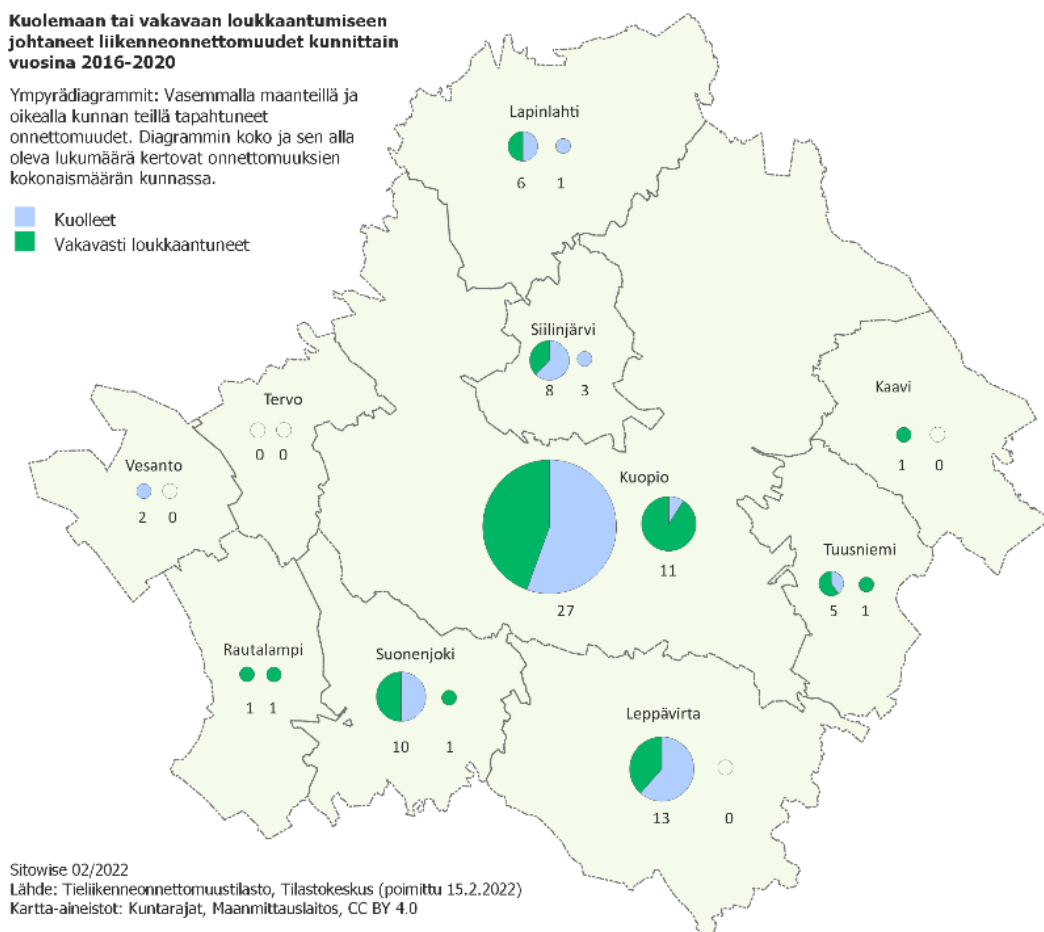 Kuolemaan tai vakavaan loukkaantumiseen
johtaneet liikenneonnettomuudet kunnittain
vuosina 2016-2020
Ympyrädiagrammit: Vasemmalla maanteillä ja
oikealla kunnan teillä tapahtuneet
onnettomuudet. Diagrammin koko ja sen alla
oleva lukumäärä kertovat onnettomuuksien
kokonaismäärän kunnassa.
Kuolleet
Vakavasti loukkaantuneet
Lapinlahti
6 1
Siilinjärvi
8 3
Kaavi
1 0
Tervo
0 0
Vesanto
2 0
Kuopio
27 11
Tuusniemi
5 1
Rautalampi
1 1
Suonenjoki
10 1
Leppävirta
13 0
Sitowise 02/2022
Lähde: Tieliikenneonnettomuustilasto, Tilastokeskus (poimittu 15.2.2022)
Kartta-aineistot: Kuntarajat, Maanmittauslaitos, CC BY 4.0